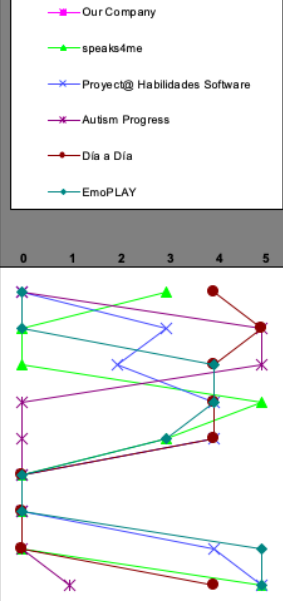 Our Company
speaks4me
Proyect@ Habilidades Software
Autism Progress
Día a Día
EmoPLAY
0 1 2 3 4 5